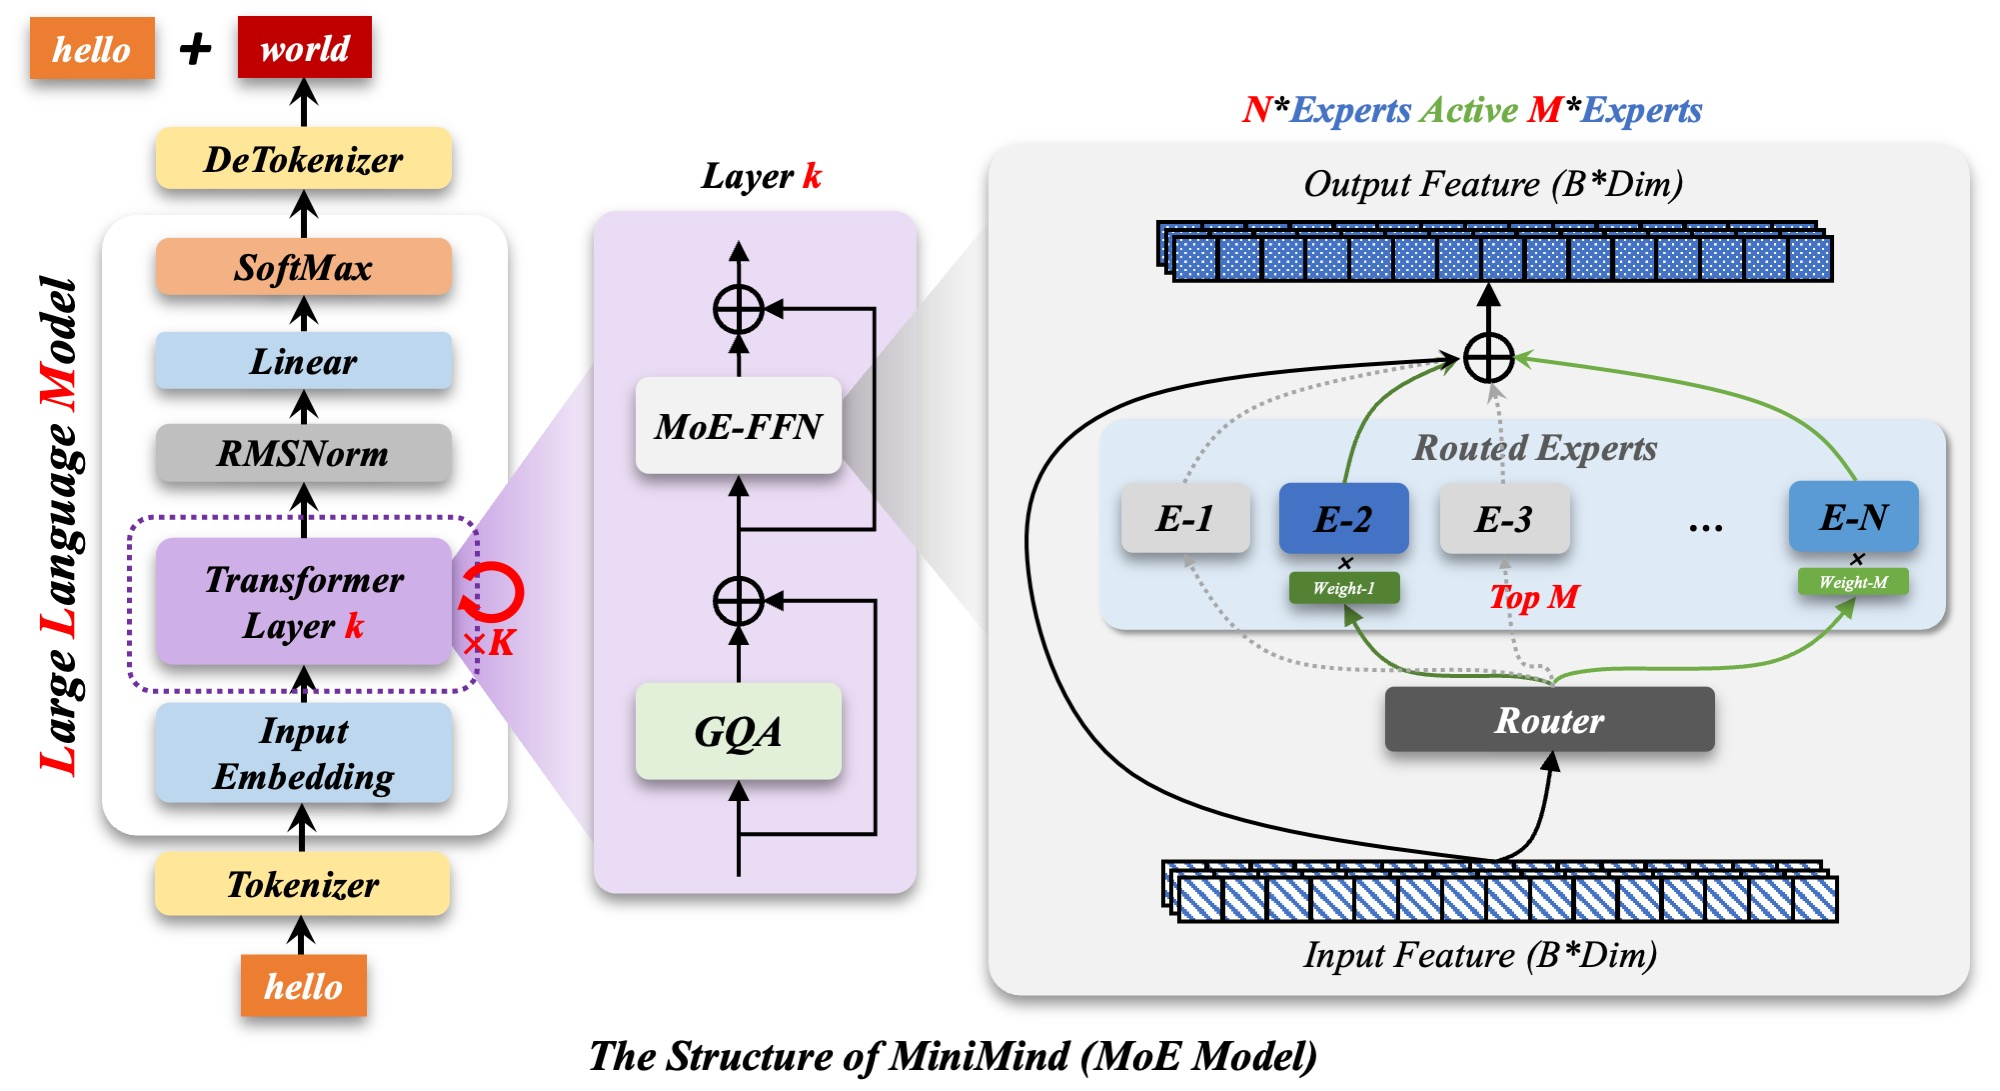 hello + world
DeTokenizer
SoftMax
Linear
RMSNorm
Transformer
Layer k
×K
Input
Embedding
Tokenizer
hello
Large Language Model
Layer k
MoE-FFN
GQA
N*Experts Active M*Experts
Output Feature (B*Dim)
Routed Experts
E-1 E-2 E-3 ... E-N
× ×
Weight-1 Weight-M
Top M
Router
Input Feature (B*Dim)
The Structure of MiniMind (MoE Model)